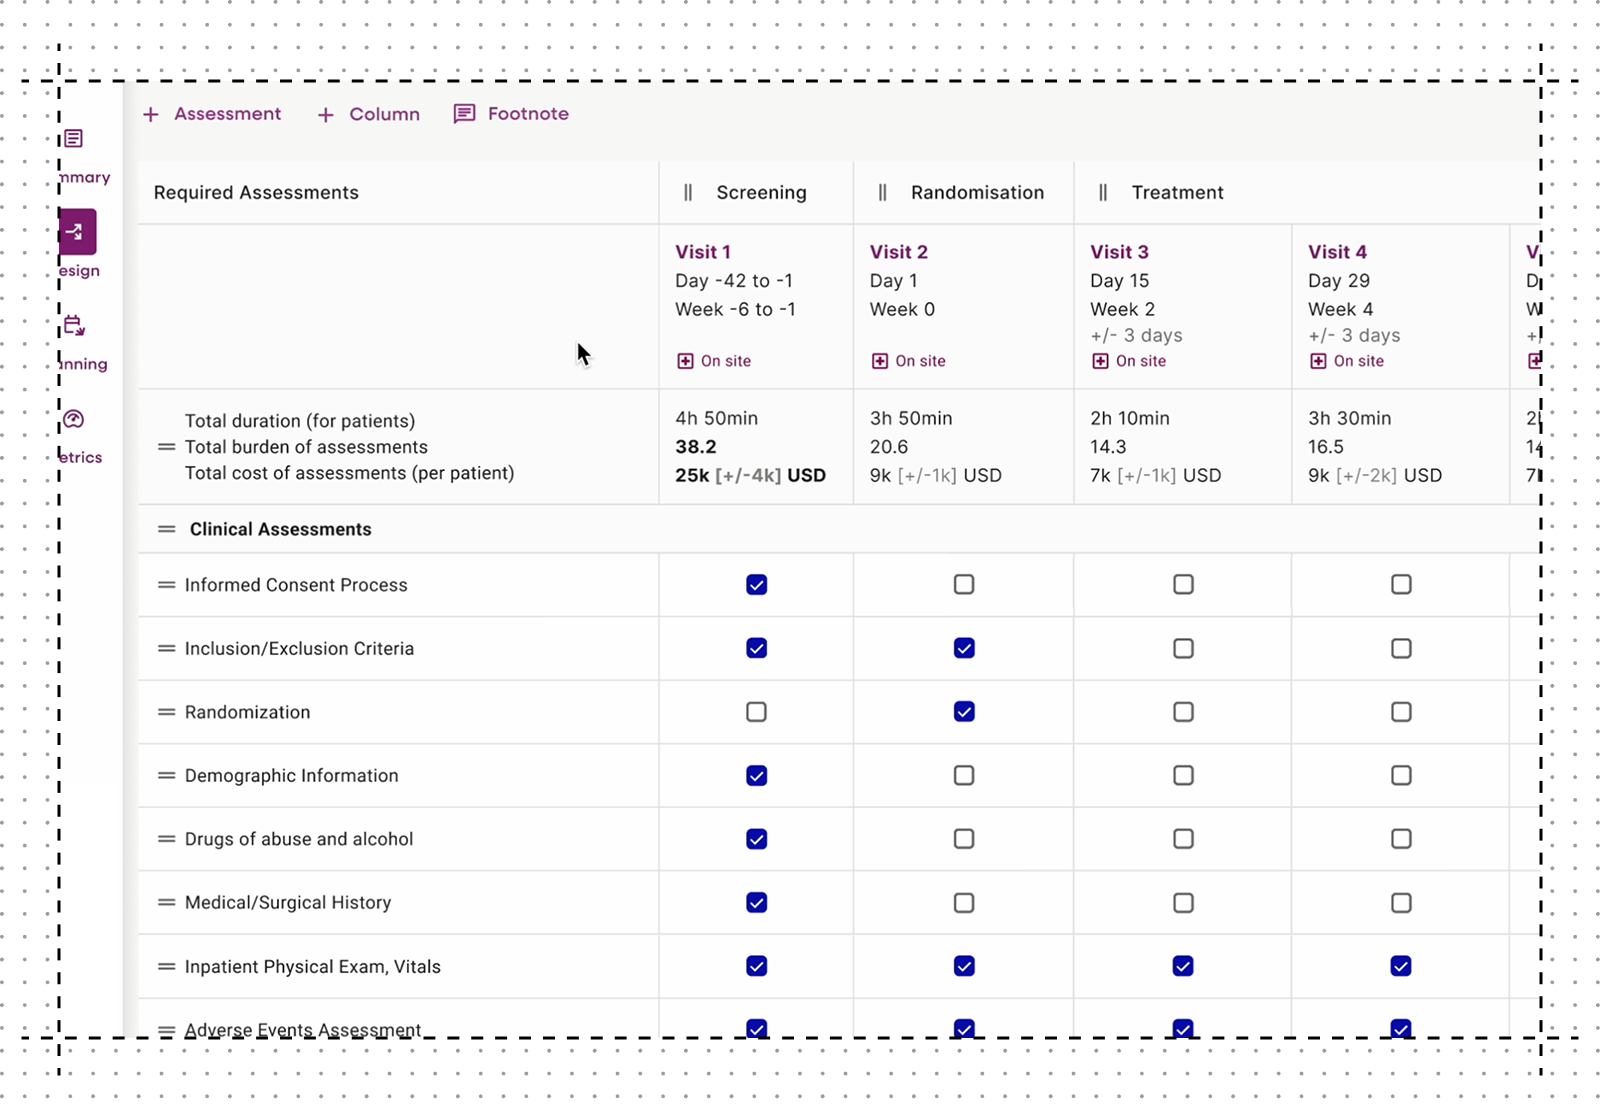 Assessment
Column
Footnote
mmary
esign
nning
etrics
Required Assessments
Screening
Randomisation
Treatment
Visit 1
Day -42 to -1
Week -6 to -1
On site
Visit 2
Day 1
Week 0
On site
Visit 3
Day 15
Week 2
+/- 3 days
On site
Visit 4
Day 29
Week 4
+/- 3 days
On site
Total duration (for patients)
4h 50min
3h 50min
2h 10min
3h 30min
Total burden of assessments
38.2
20.6
14.3
16.5
Total cost of assessments (per patient)
25k [+/-4k] USD
9k [+/-1k] USD
7k [+/-1k] USD
9k [+/-2k] USD
Clinical Assessments
Informed Consent Process
Inclusion/Exclusion Criteria
Randomization
Demographic Information
Drugs of abuse and alcohol
Medical/Surgical History
Inpatient Physical Exam, Vitals
Adverse Events Assessment